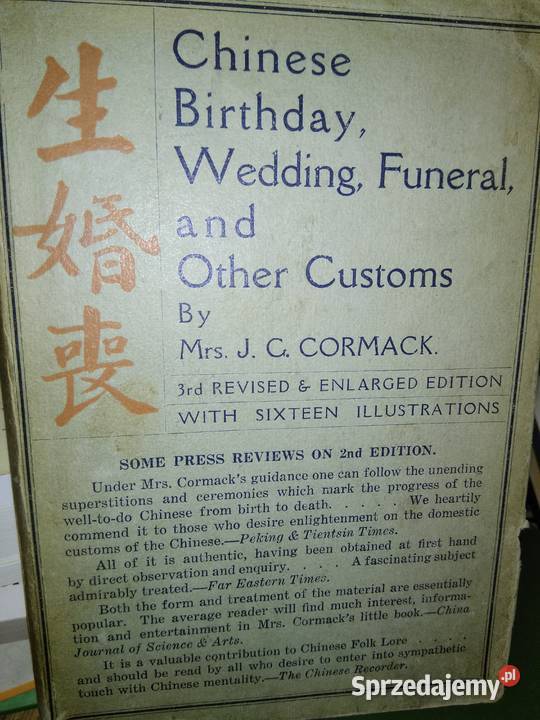 生
婚
喪
Chinese
Birthday,
Wedding, Funeral,
and
Other Customs
By
Mrs. J. G. CORMACK.
3rd REVISED & ENLARGED EDITION
WITH SIXTEEN ILLUSTRATIONS
SOME PRESS REVIEWS ON 2nd EDITION.
Under Mrs. Cormack's guidance one can follow the unending
superstitions and ceremonies which mark the progress of the
well-to-do Chinese from birth to death. . . . . We heartily
commend it to those who desire enlightenment on the domestic
customs of the Chinese.—Peking & Tientsin Times.
All of it is authentic, having been obtained at first hand
by direct observation and enquiry. . . . . A fascinating subject
admirably treated.—Far Eastern Times.
Both the form and treatment of the material are essentially
popular. The average reader will find much interest, informa-
tion and entertainment in Mrs. Cormack's little book.—China
Journal of Science & Arts.
It is a valuable contribution to Chinese Folk Lore . . . . .
and should be read by all who desire to enter into sympathetic
touch with Chinese mentality.—The Chinese Recorder.
Sprzedajemy.pl